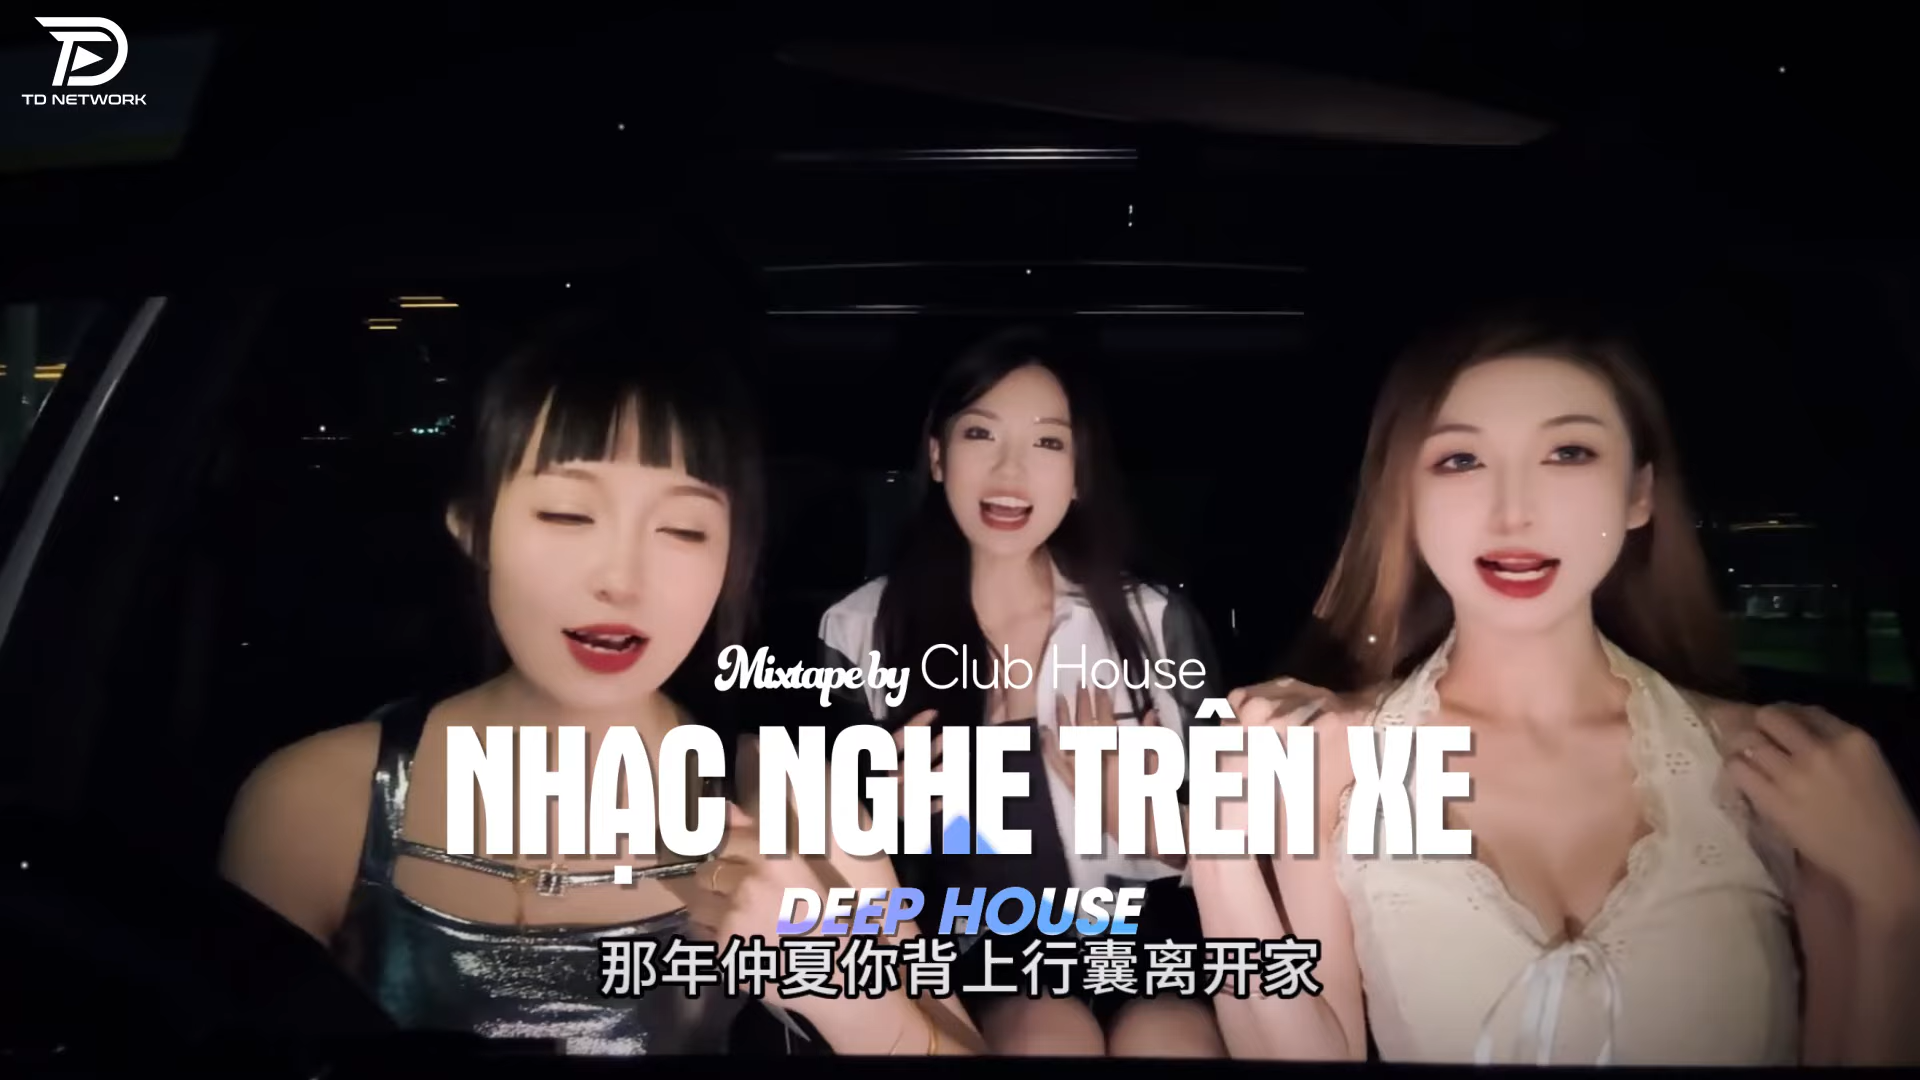 TD NETWORK
Mixtape by Club House
NHẠC NGHE TRÊN XE
DEEP HOUSE
那年仲夏你背上行囊离开家